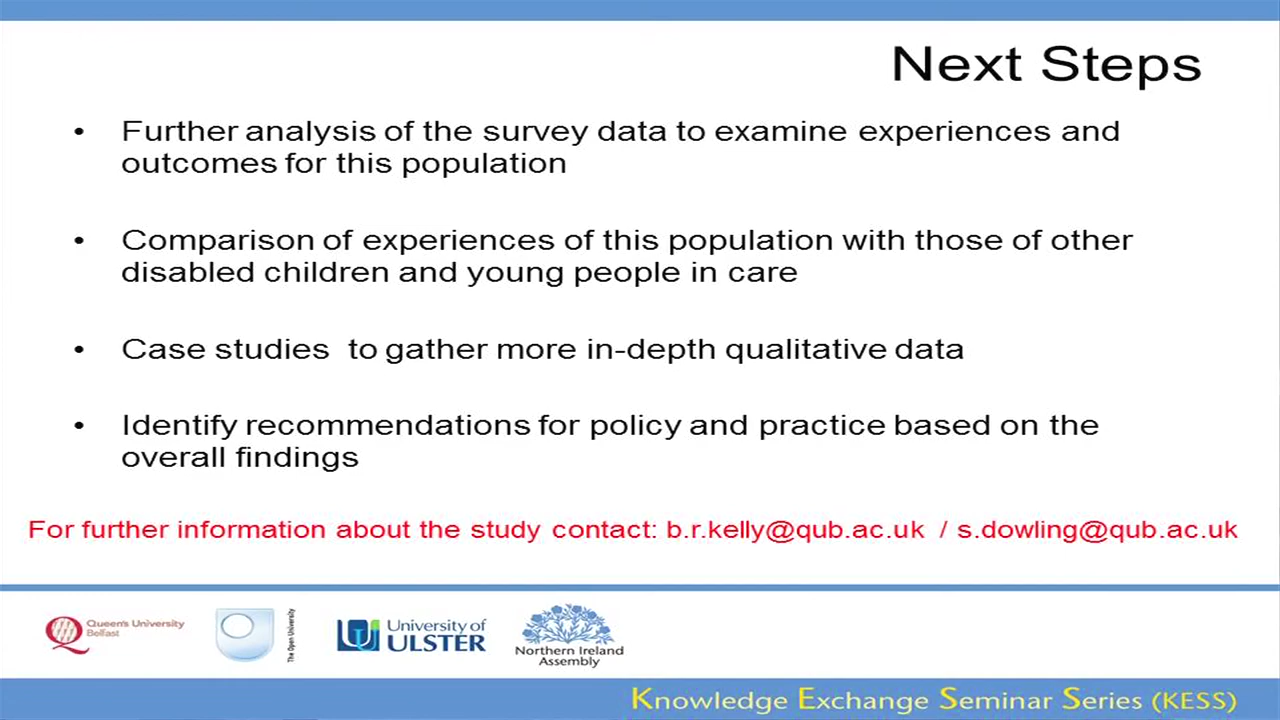 Next Steps
• Further analysis of the survey data to examine experiences and
outcomes for this population
• Comparison of experiences of this population with those of other
disabled children and young people in care
• Case studies  to gather more in-depth qualitative data
• Identify recommendations for policy and practice based on the
overall findings
For further information about the study contact: b.r.kelly@qub.ac.uk / s.dowling@qub.ac.uk
Queen's University
Belfast
The Open University
University of
ULSTER
Northern Ireland
Assembly
Knowledge Exchange Seminar Series (KESS)